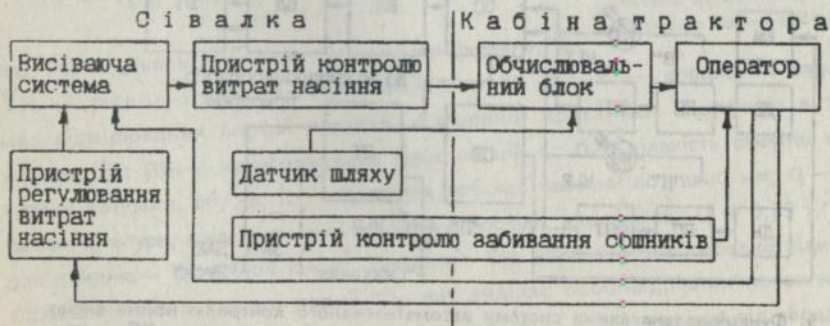 Сівалка
Кабіна трактора
Висіваюча
система
Пристрій контролю
витрат насіння
Обчислюваль-
ний блок
Оператор
Пристрій
регулювання
витрат
насіння
Датчик шляху
Пристрій контролю забивання сошників